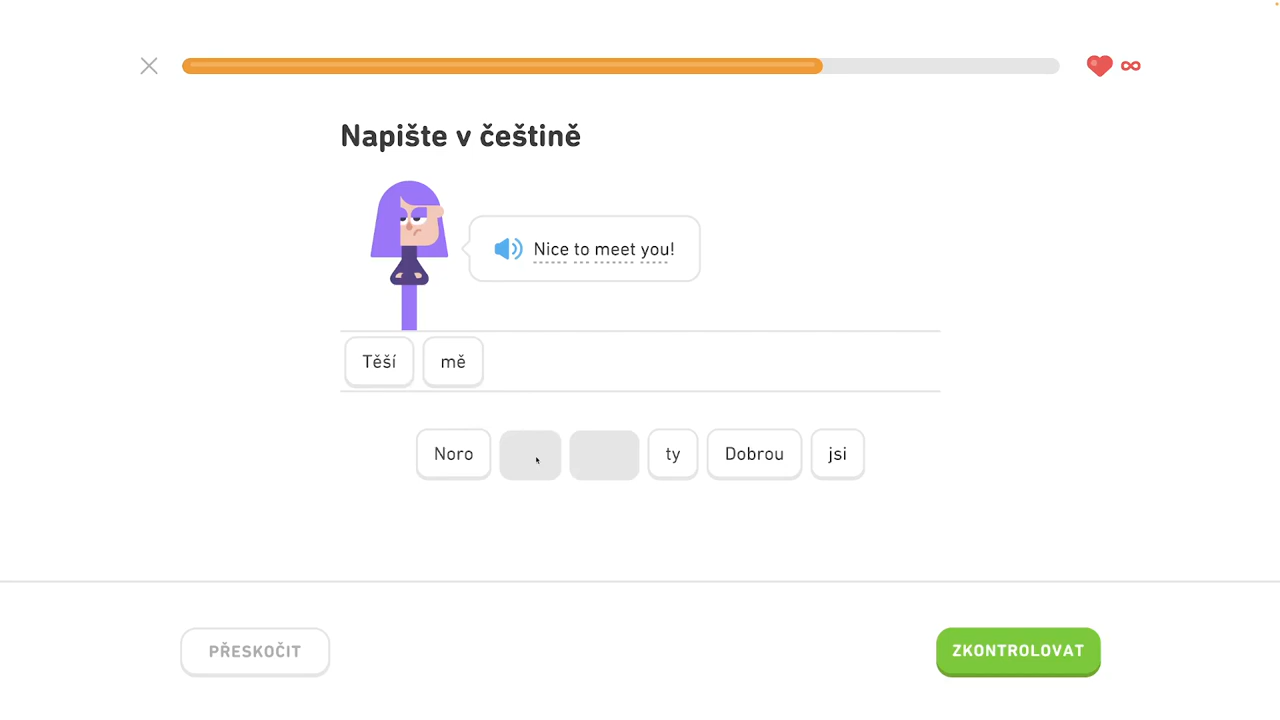 ∞
Napište v češtině
Nice to meet you!
Těší mě
Noro ty Dobrou jsi
PŘESKOČIT ZKONTROLOVAT